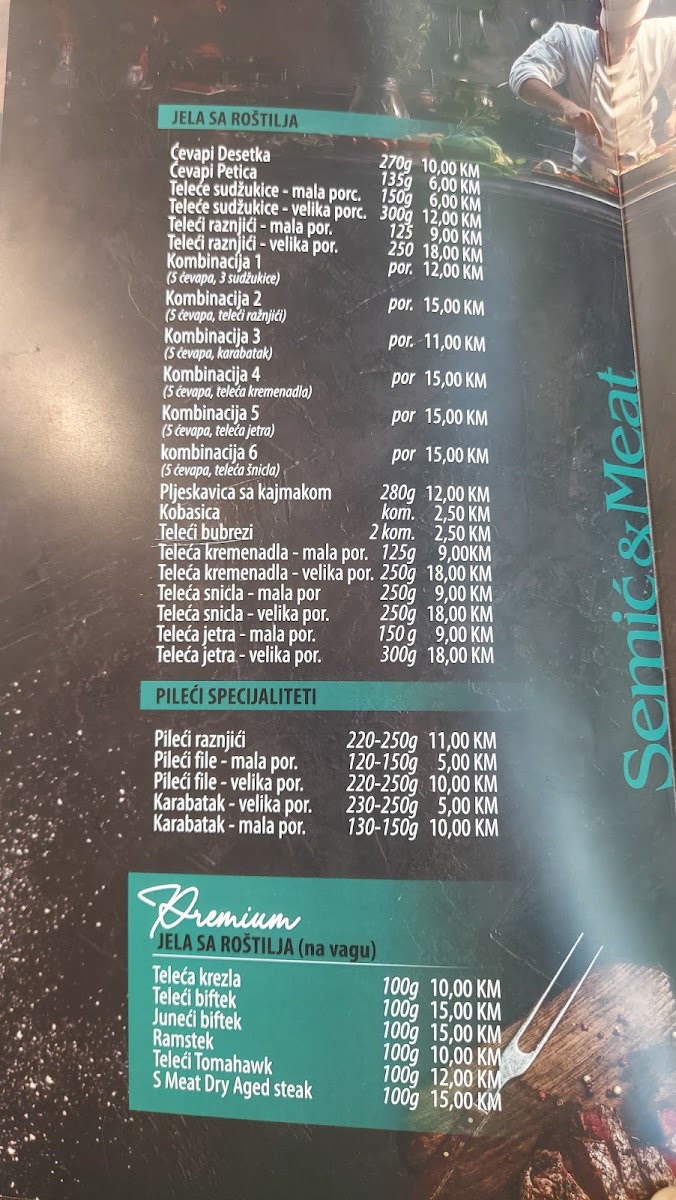 JELA SA ROŠTILJA
Ćevapi Desetka 270g 10,00 KM
Ćevapi Petica 135g 6,00 KM
Teleće sudžukice - mala porc. 150g 6,00 KM
Teleće sudžukice - velika porc. 300g 12,00 KM
Teleći raznjići - mala por. 125 9,00 KM
Teleći raznjići - velika por. 250 18,00 KM
Kombinacija 1 por. 12,00 KM
(5 ćevapa, 3 sudžukice)
Kombinacija 2 por. 15,00 KM
(5 ćevapa, teleći ražnjići)
Kombinacija 3 por. 11,00 KM
(5 ćevapa, karabatak)
Kombinacija 4 por 15,00 KM
(5 ćevapa, teleća kremenadla)
Kombinacija 5 por 15,00 KM
(5 ćevapa, teleća jetra)
kombinacija 6 por 15,00 KM
(5 ćevapa, teleća šnicla)
Pljeskavica sa kajmakom 280g 12,00 KM
Kobasica kom. 2,50 KM
Teleći bubrezi 2 kom. 2,50 KM
Teleća kremenadla - mala por. 125g 9,00KM
Teleća kremenadla - velika por. 250g 18,00 KM
Teleća snicla - mala por 250g 9,00 KM
Teleća snicla - velika por. 250g 18,00 KM
Teleća jetra - mala por. 150 g 9,00 KM
Teleća jetra - velika por. 300g 18,00 KM
PILEĆI SPECIJALITETI
Pileći raznjići 220-250g 11,00 KM
Pileći file - mala por. 120-150g 5,00 KM
Pileći file - velika por. 220-250g 10,00 KM
Karabatak - velika por. 230-250g 5,00 KM
Karabatak - mala por. 130-150g 10,00 KM
Premium
JELA SA ROŠTILJA (na vagu)
Teleća krezla 100g 10,00 KM
Teleći biftek 100g 15,00 KM
Juneći biftek 100g 15,00 KM
Ramstek 100g 10,00 KM
Teleći Tomahawk 100g 12,00 KM
S Meat Dry Aged steak 100g 15,00 KM
Semić & Meat